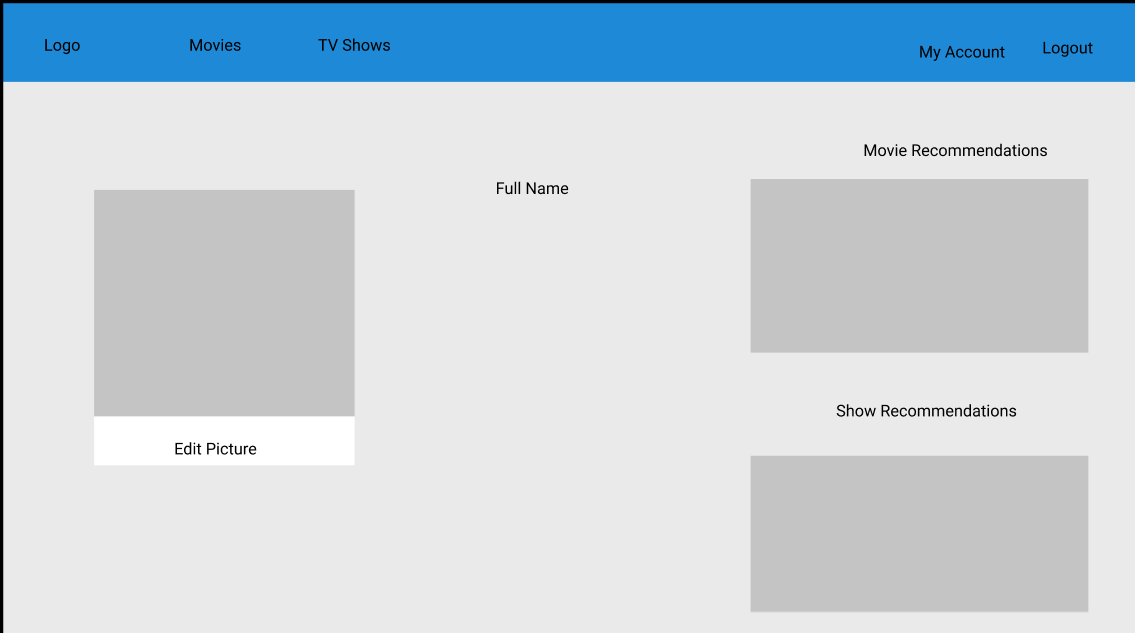 Logo
Movies
TV Shows
My Account
Logout
Full Name
Edit Picture
Movie Recommendations
Show Recommendations